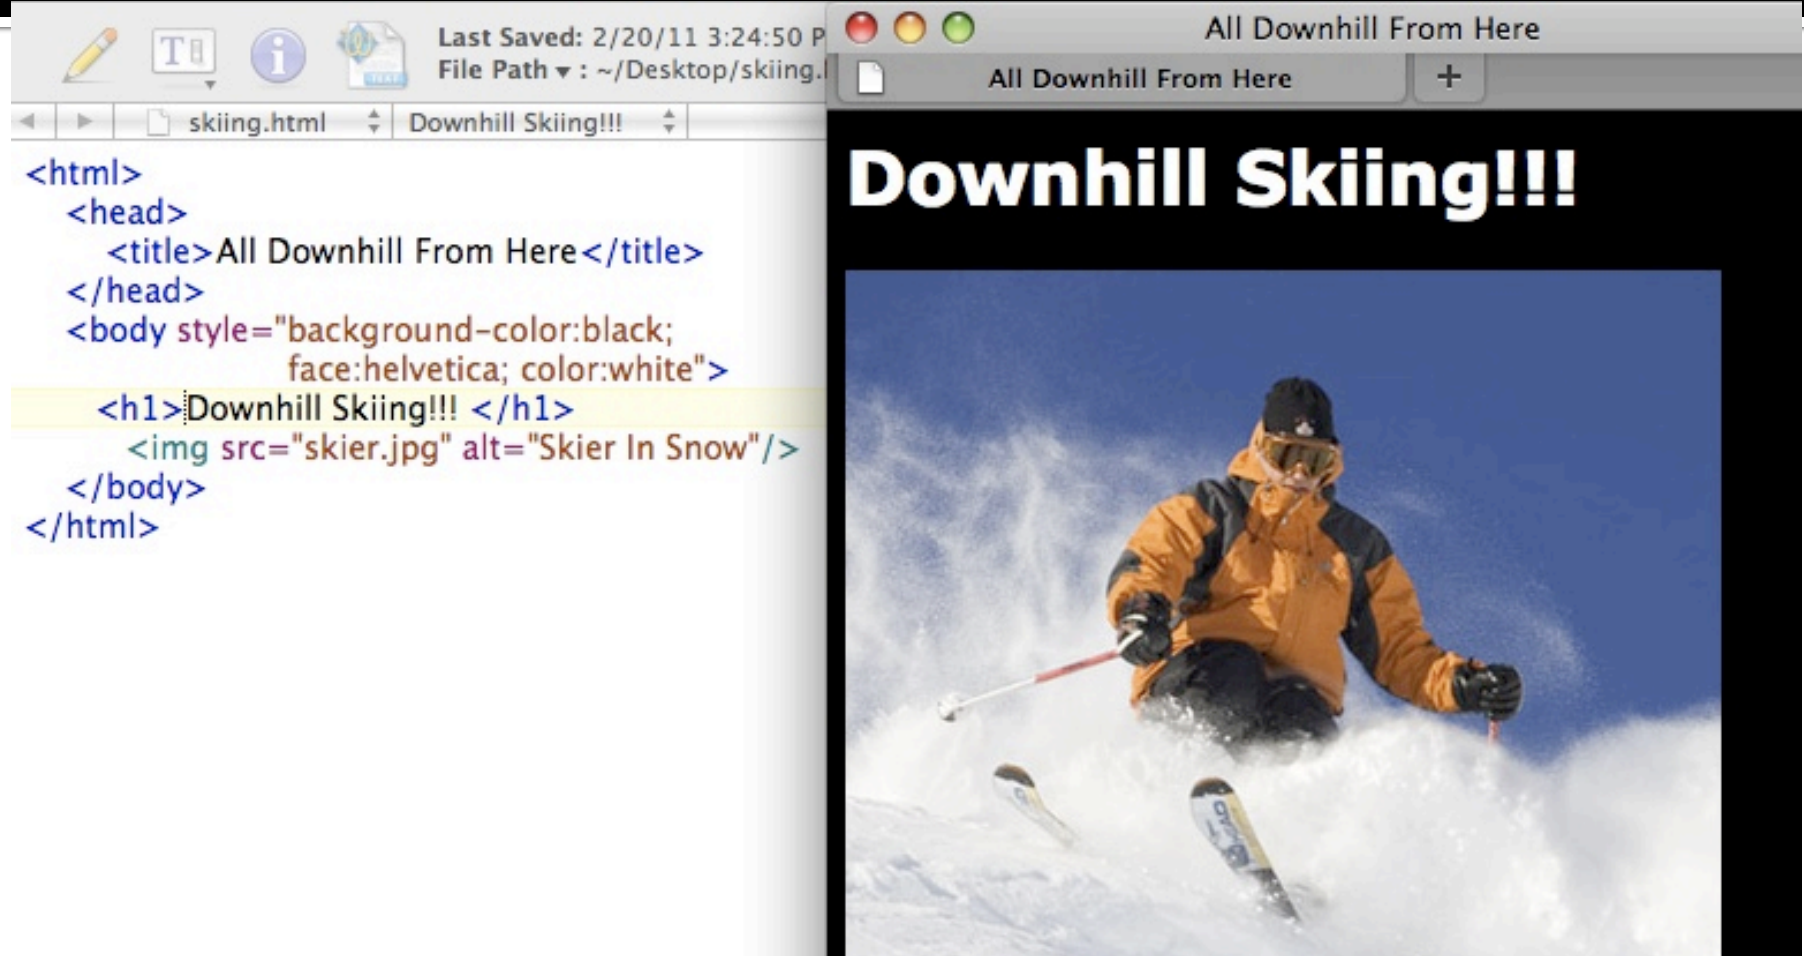 Last Saved: 2/20/11 3:24:50 P
File Path ▾ : ~/Desktop/skiing.
skiing.html
Downhill Skiing!!!
<html>
<head>
<title>All Downhill From Here</title>
</head>
<body style="background-color:black;
face:helvetica; color:white">
<h1>Downhill Skiing!!! </h1>
<img src="skier.jpg" alt="Skier In Snow"/>
</body>
</html>
All Downhill From Here
All Downhill From Here
+
Downhill Skiing!!!